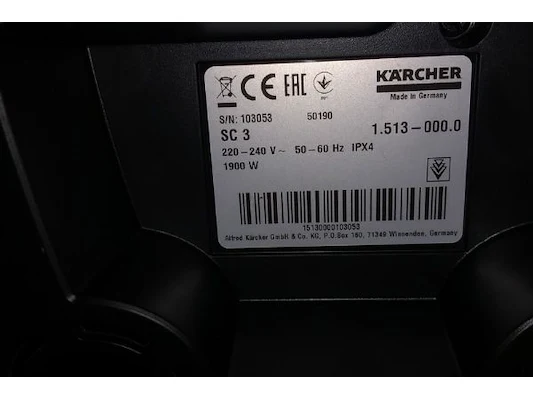 CE EAC
KÄRCHER
Made in Germany
S/N: 103053 50190
SC 3 1.513-000.0
220-240 V~ 50-60 Hz IPX4
1900 W
15130000103053
Alfred Kärcher GmbH & Co. KG, P.O.Box 160, 71349 Winnenden, Germany